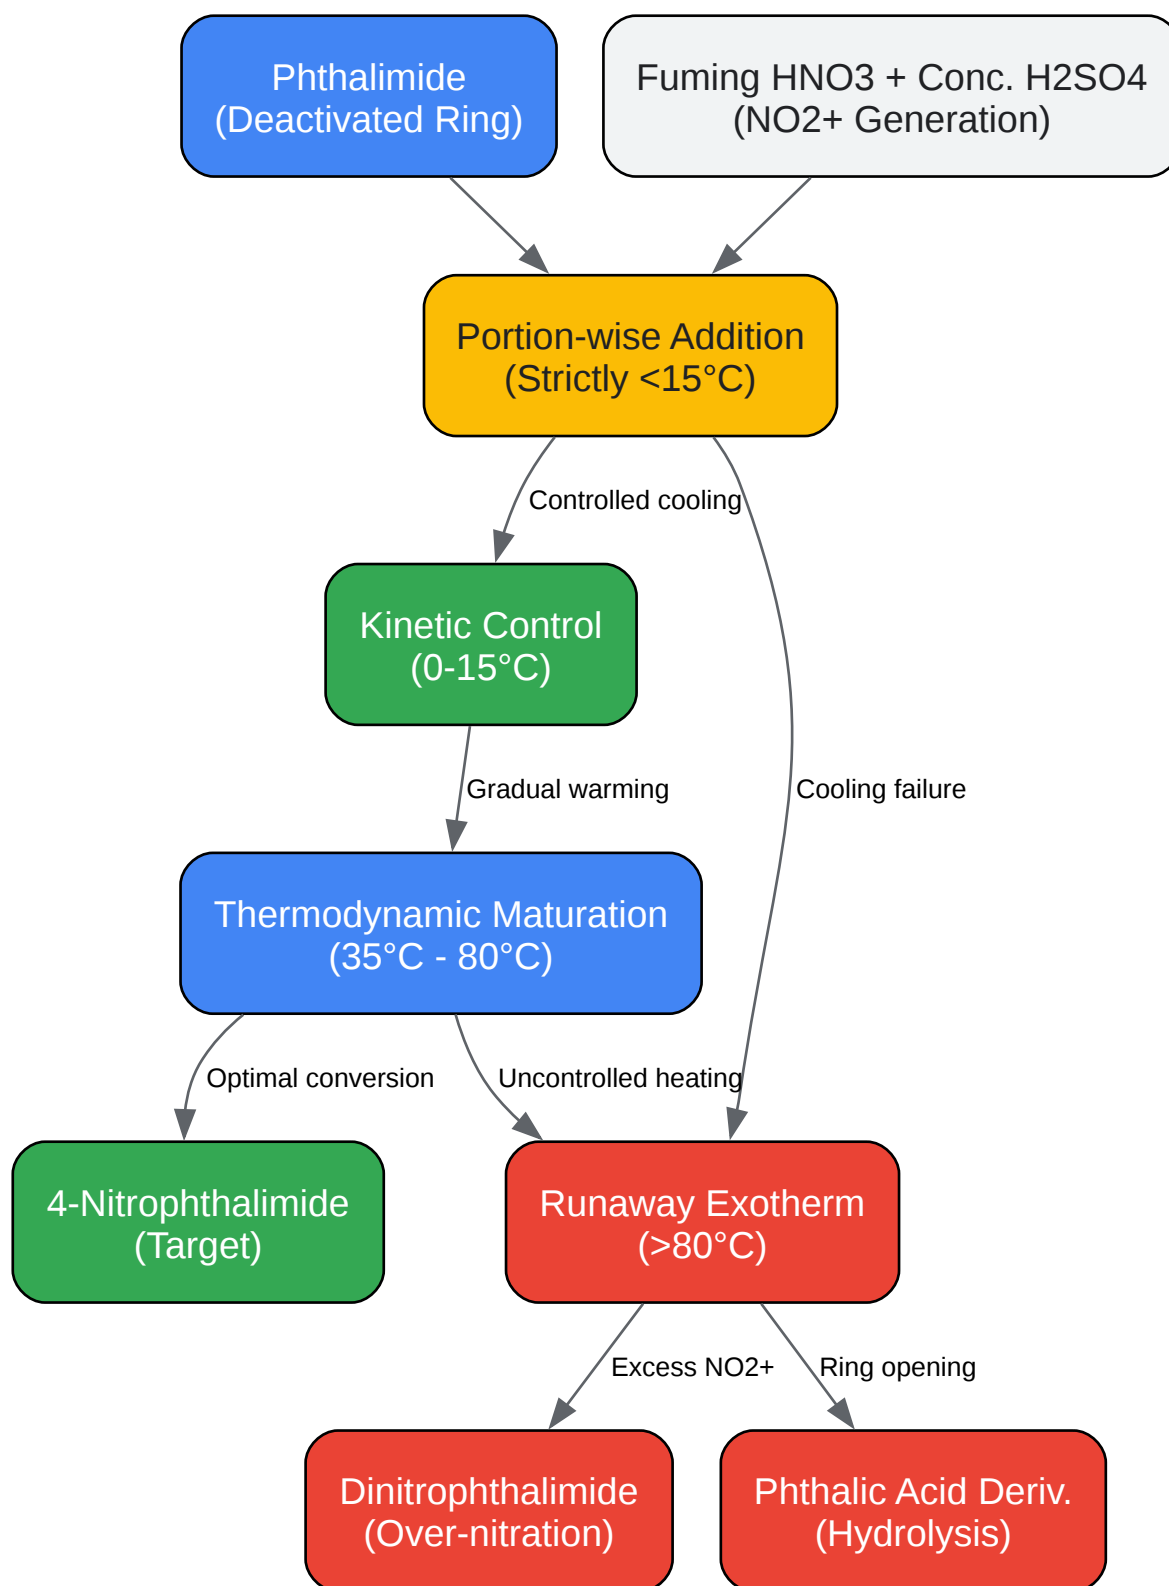 Phthalimide
(Deactivated Ring)
Fuming HNO3 + Conc. H2SO4
(NO2+ Generation)
Portion-wise Addition
(Strictly <15°C)
Controlled cooling
Kinetic Control
(0-15°C)
Gradual warming
Cooling failure
Thermodynamic Maturation
(35°C - 80°C)
Optimal conversion
Uncontrolled heating
4-Nitrophthalimide
(Target)
Runaway Exotherm
(>80°C)
Excess NO2+
Ring opening
Dinitrophthalimide
(Over-nitration)
Phthalic Acid Deriv.
(Hydrolysis)